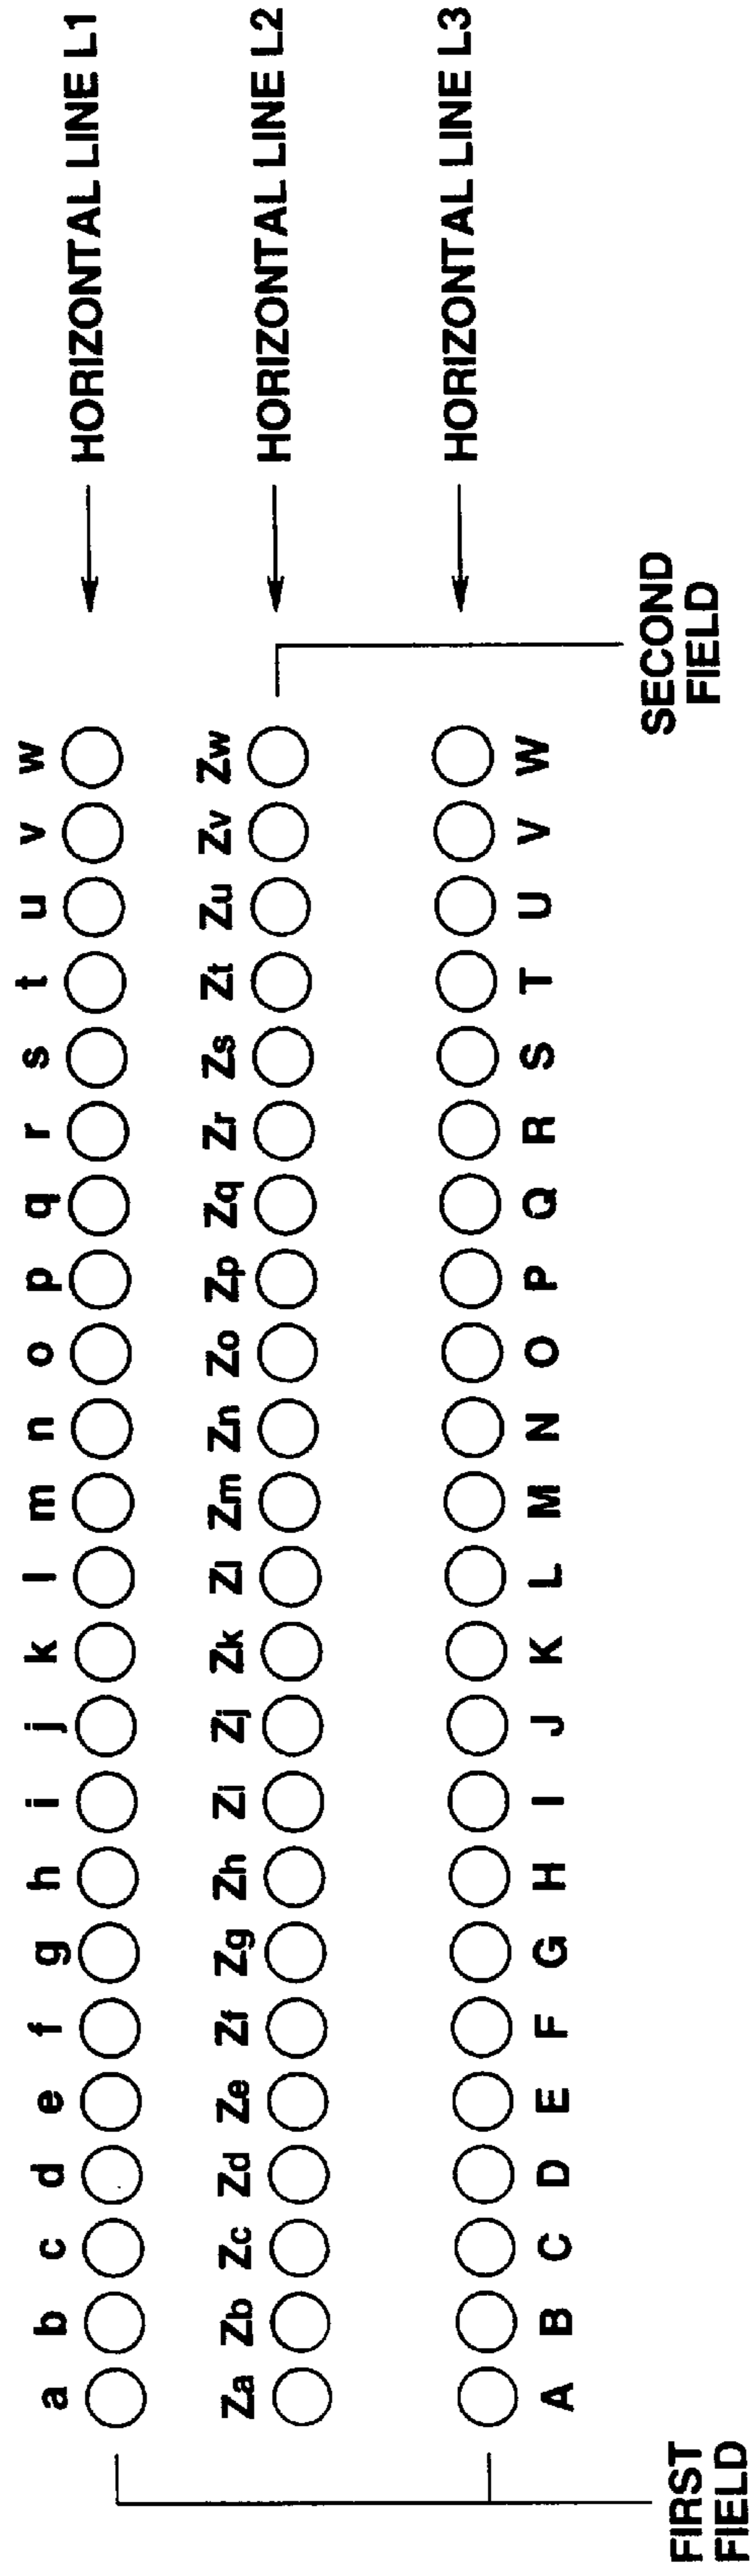 a b c d e f g h i j k l m n o p q r s t u v w
HORIZONTAL LINE L1
Za Zb Zc Zd Ze Zf Zg Zh Zi Zj Zk Zl Zm Zn Zo Zp Zq Zr Zs Zt Zu Zv Zw
HORIZONTAL LINE L2
HORIZONTAL LINE L3
A B C D E F G H I J K L M N O P Q R S T U V W
FIRST
FIELD
SECOND
FIELD